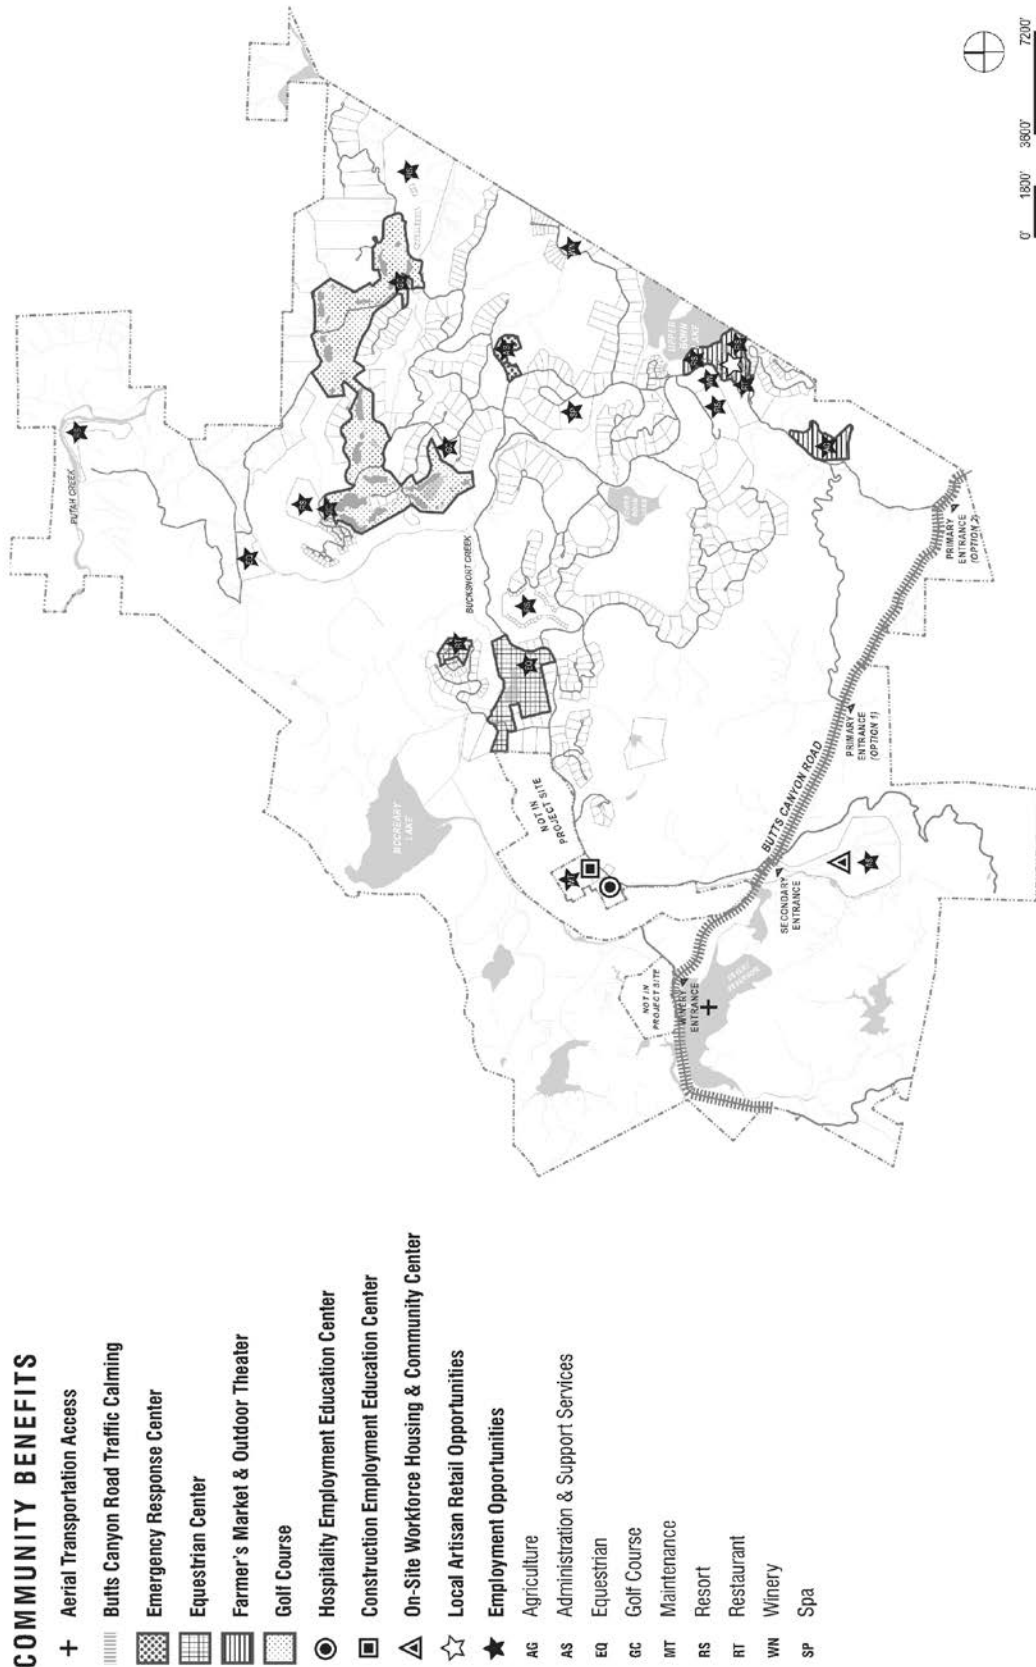 COMMUNITY BENEFITS
Aerial Transportation Access
Butts Canyon Road Traffic Calming
Emergency Response Center
Equestrian Center
Farmer's Market & Outdoor Theater
Golf Course
Hospitality Employment Education Center
Construction Employment Education Center
On-Site Workforce Housing & Community Center
Local Artisan Retail Opportunities
Employment Opportunities
AG Agriculture
AS Administration & Support Services
EQ Equestrian
GC Golf Course
MT Maintenance
RS Resort
RT Restaurant
WN Winery
SP Spa
PUTAH CREEK
BUCKSNORT CREEK
MCCREARY
LAKE
NOT IN
PROJECT SITE
NOT IN
PROJECT SITE
WINERY
ENTRANCE
SECONDARY
ENTRANCE
BUTTS CANYON ROAD
PRIMARY
ENTRANCE
(OPTION 1)
PRIMARY
ENTRANCE
(OPTION 2)
UPPER
BOHN
LAKE
0' 1800' 3600' 7200'